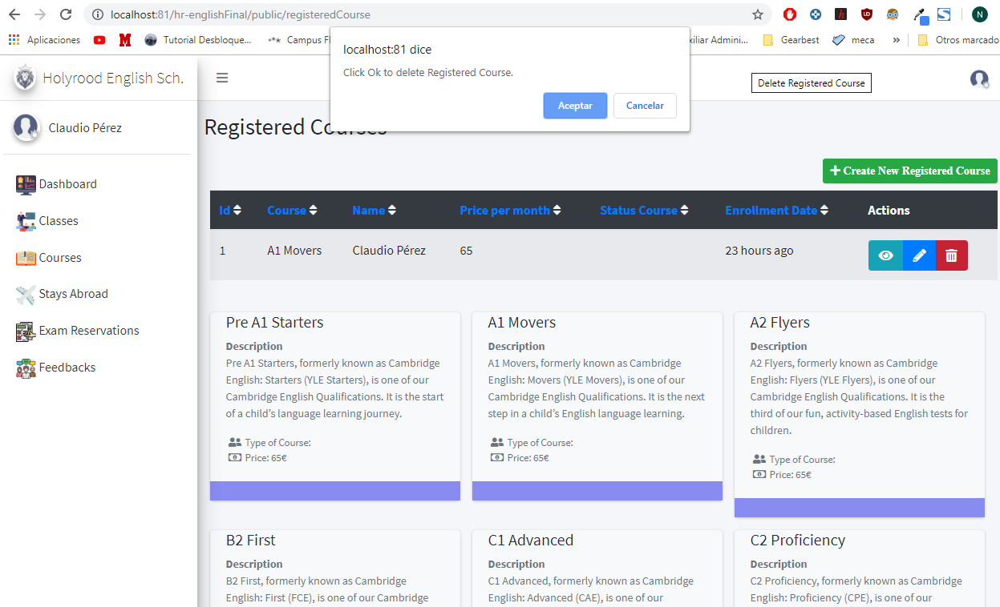 localhost:81/hr-englishFinal/public/registeredCourse
N
Aplicaciones
Tutorial Desbloque...
Campus
Admini...
Gearbest
meca
»
Otros marcado
localhost:81 dice
Click Ok to delete Registered Course.
Aceptar
Cancelar
Holyrood English Sch.
Delete Registered Course
Claudio Pérez
Registered Courses
Dashboard
Classes
Courses
Stays Abroad
Exam Reservations
Feedbacks
+ Create New Registered Course
Id Course Name Price per month Status Course Enrollment Date Actions
1 A1 Movers Claudio Pérez 65 23 hours ago
Pre A1 Starters
Description
Pre A1 Starters, formerly known as Cambridge
English: Starters (YLE Starters), is one of our
Cambridge English Qualifications. It is the start
of a child’s language learning journey.
Type of Course:
Price: 65€
A1 Movers
Description
A1 Movers, formerly known as Cambridge
English: Movers (YLE Movers), is one of our
Cambridge English Qualifications. It is the next
step in a child’s English language learning.
Type of Course:
Price: 65€
A2 Flyers
Description
A2 Flyers, formerly known as Cambridge
English: Flyers (YLE Flyers), is one of our
Cambridge English Qualifications. It is the
third of our fun, activity-based English tests for
children.
Type of Course:
Price: 65€
B2 First
Description
B2 First, formerly known as Cambridge
English: First (FCE), is one of our Cambridge
C1 Advanced
Description
C1 Advanced, formerly known as Cambridge
English: Advanced (CAE), is one of our
C2 Proficiency
Description
C2 Proficiency, formerly known as Cambridge
English: Proficiency (CPE), is one of our